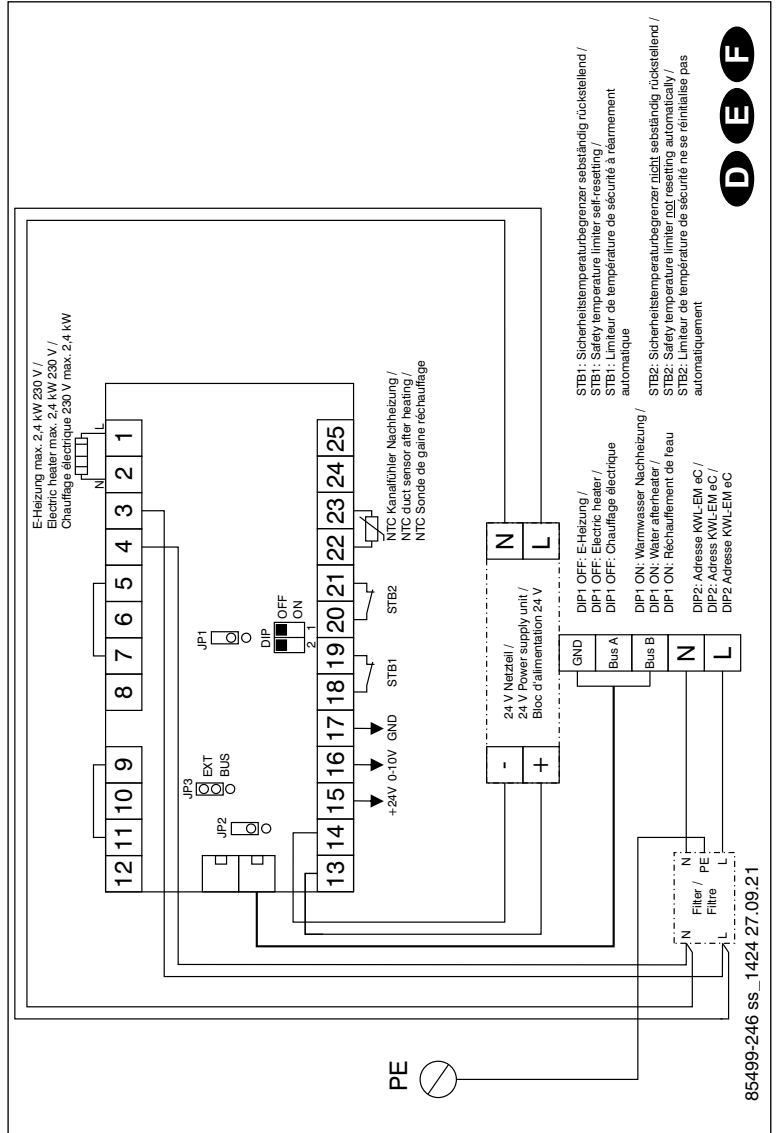 E-Heizung max. 2,4 kW 230 V /
Electric heater max. 2,4 kW 230 V /
Chauffage électrique 230 V max. 2,4 kW
N
L
12
11
10
9
8
7
6
5
4
3
2
1
JP2
JP3
EXT
BUS
JP1
DIP
OFF
ON
2
1
13
14
15
16
17
18
19
20
21
22
23
24
25
+24V
0-10V
GND
STB1
STB2
NTC Kanalfühler Nachheizung /
NTC duct sensor after heating /
NTC Sonde de gaine réchauffage
-
+
24 V Netzteil /
24 V Power supply unit /
Bloc d'alimentation 24 V
N
L
GND
Bus A
Bus B
N
L
PE
N
L
Filter /
Filtre
N
PE
L
DIP1 OFF: E-Heizung /
DIP1 OFF: Electric heater /
DIP1 OFF: Chauffage électrique
DIP1 ON: Warmwasser Nachheizung /
DIP1 ON: Water afterheater /
DIP1 ON: Réchauffement de l'eau
DIP2: Adresse KWL-EM eC /
DIP2: Adress KWL-EM eC /
DIP2 Adresse KWL-EM eC
STB1: Sicherheitstemperaturbegrenzer sebständig rückstellend /
STB1: Safety temperature limiter self-resetting /
STB1: Limiteur de température de sécurité à réarmement
automatique
STB2: Sicherheitstemperaturbegrenzer nicht sebständig rückstellend /
STB2: Safety temperature limiter not resetting automatically /
STB2: Limiteur de température de sécurité ne se réinitialise pas
automatiquement
D E F
85499-246 ss_1424 27.09.21